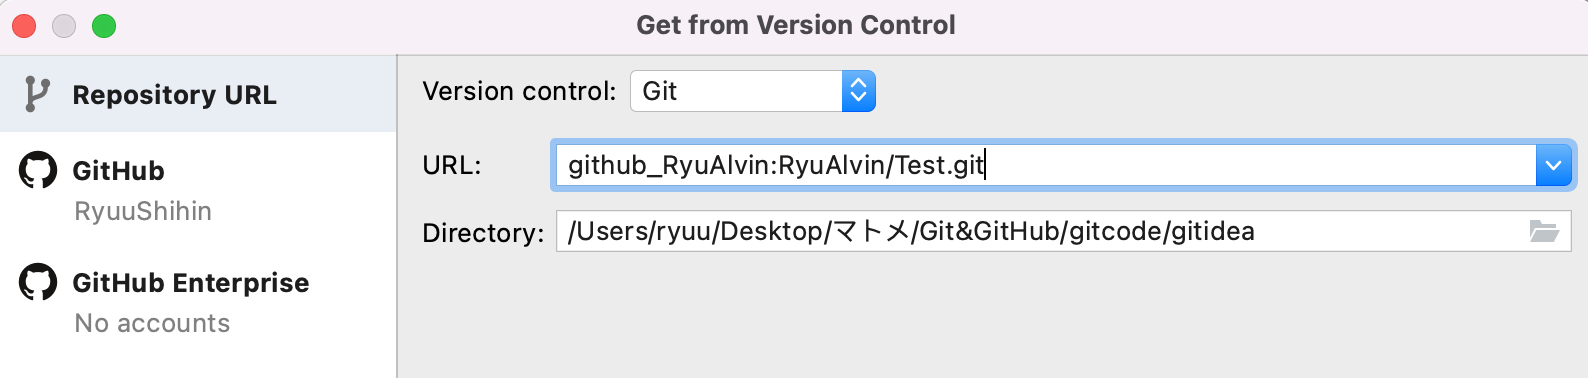 Get from Version Control
Repository URL
GitHub
RyuuShihin
GitHub Enterprise
No accounts
Version control: Git
URL: github_RyuAlvin:RyuAlvin/Test.git
Directory: /Users/ryuu/Desktop/マトメ/Git&GitHub/gitcode/gitidea